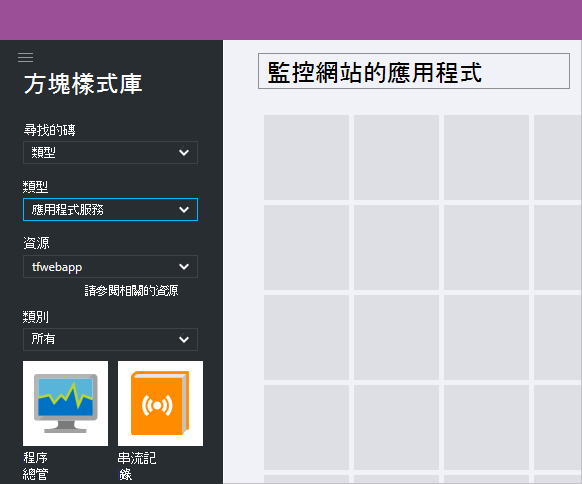 方塊樣式庫
監控網站的應用程式
尋找的磚
類型
類型
應用程式服務
資源
tfwebapp
請參閱相關的資源
類別
所有
程序
總管
串流記
錄